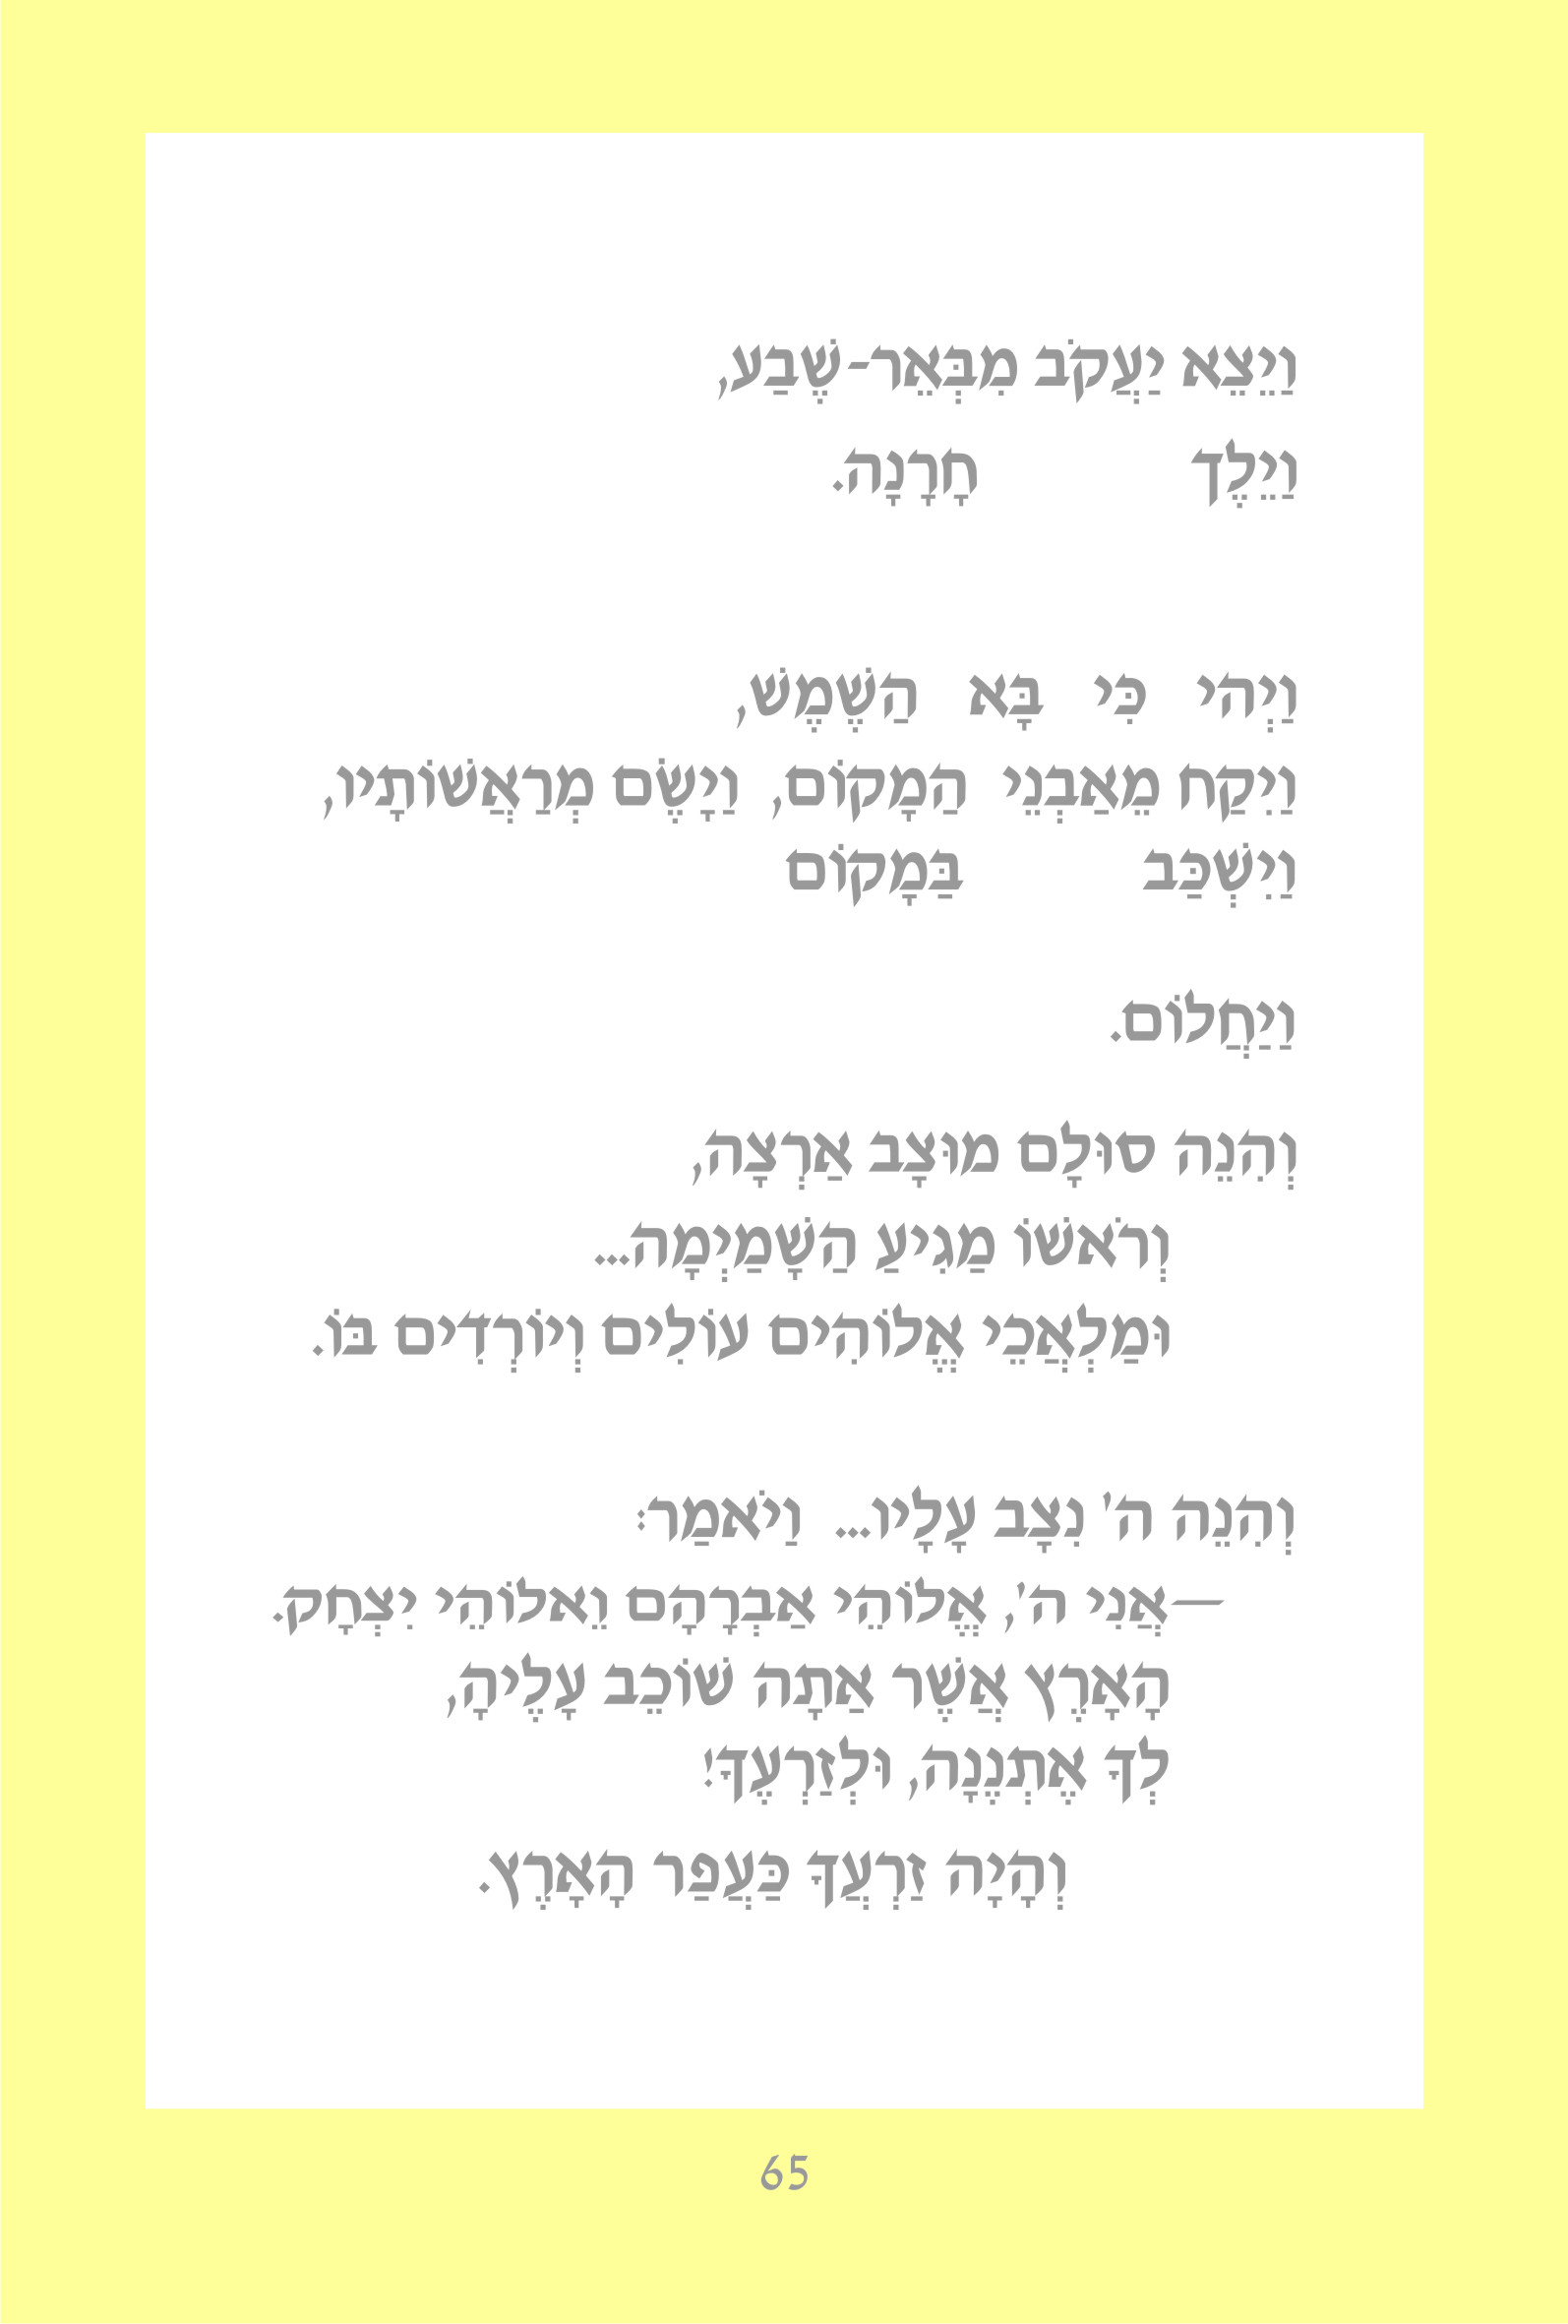 וַיֵּצֵא יַעֲקֹב מִבְּאֵר-שֶׁבַע,
וַיֵּלֶך חָרָנָה.
וַיְהִי כִּי בָּא הַשֶּׁמֶשׁ,
וַיִקַח מֵאַבְנֵי הַמָקוֹם, וַיָשֶׂם מְרַאֲשׁוֹתָיו,
וַיִשְׁכַּב בַּמָקוֹם
וַיַחֲלוֹם.
וְהִנֵה סוּלָם מוּצָב אַרְצָה,
וְרֹאשׁוֹ מַגִיעַ הַשָׁמַיְמָה...
וּמַלְאֲכֵי אֱלוֹהִים עוֹלִים וְיוֹרְדִים בּוֹ.
וְהִנֵה ה' נִצָב עָלָיו... וַיֹאמַר:
—אֲנִי ה', אֱלוֹהֵי אַבְרָהָם וֵאלוֹהֵי יִצְחָק.
הָאָרֶץ אֲשֶׁר אַתָה שׁוֹכֵב עָלֶיהָ,
לְךָ אֶתְנֶנָה, וּלְזַרְעֶךָ!
וְהָיָה זַרְעֲךָ כַּעֲפַר הָאָרֶץ.
65